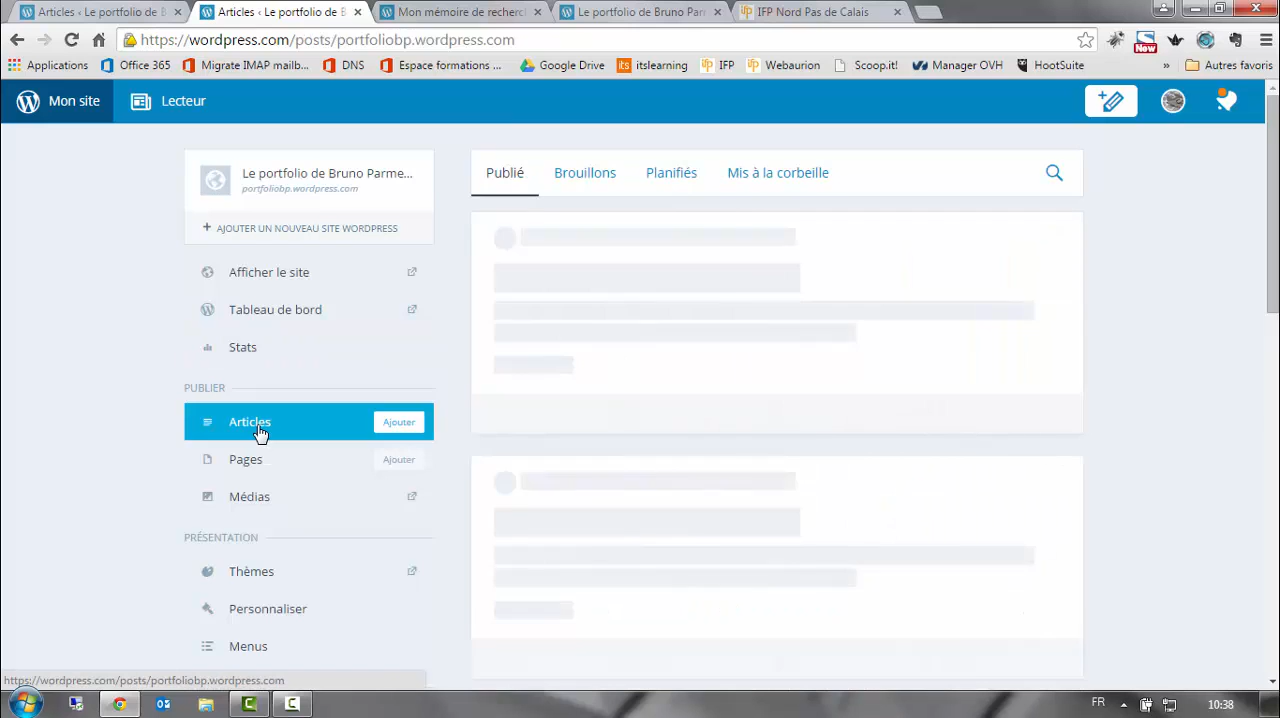 Articles ‹ Le portfolio de B
Articles ‹ Le portfolio de B
Mon mémoire de recherc
Le portfolio de Bruno Par
IFP Nord Pas de Calais
https://wordpress.com/posts/portfoliobp.wordpress.com
Applications
Office 365
Migrate IMAP mailb...
DNS
Espace formations ...
Google Drive
its itslearning
ifp IFP
ifp Webaurion
Scoop.it!
Manager OVH
HootSuite
»
Autres favoris
New
Mon site
Lecteur
Le portfolio de Bruno Parme...
portfoliobp.wordpress.com
+ AJOUTER UN NOUVEAU SITE WORDPRESS
Afficher le site
Tableau de bord
Stats
PUBLIER
Articles Ajouter
Pages Ajouter
Médias
PRÉSENTATION
Thèmes
Personnaliser
Menus
Publié Brouillons Planifiés Mis à la corbeille
https://wordpress.com/posts/portfoliobp.wordpress.com
FR
10:38